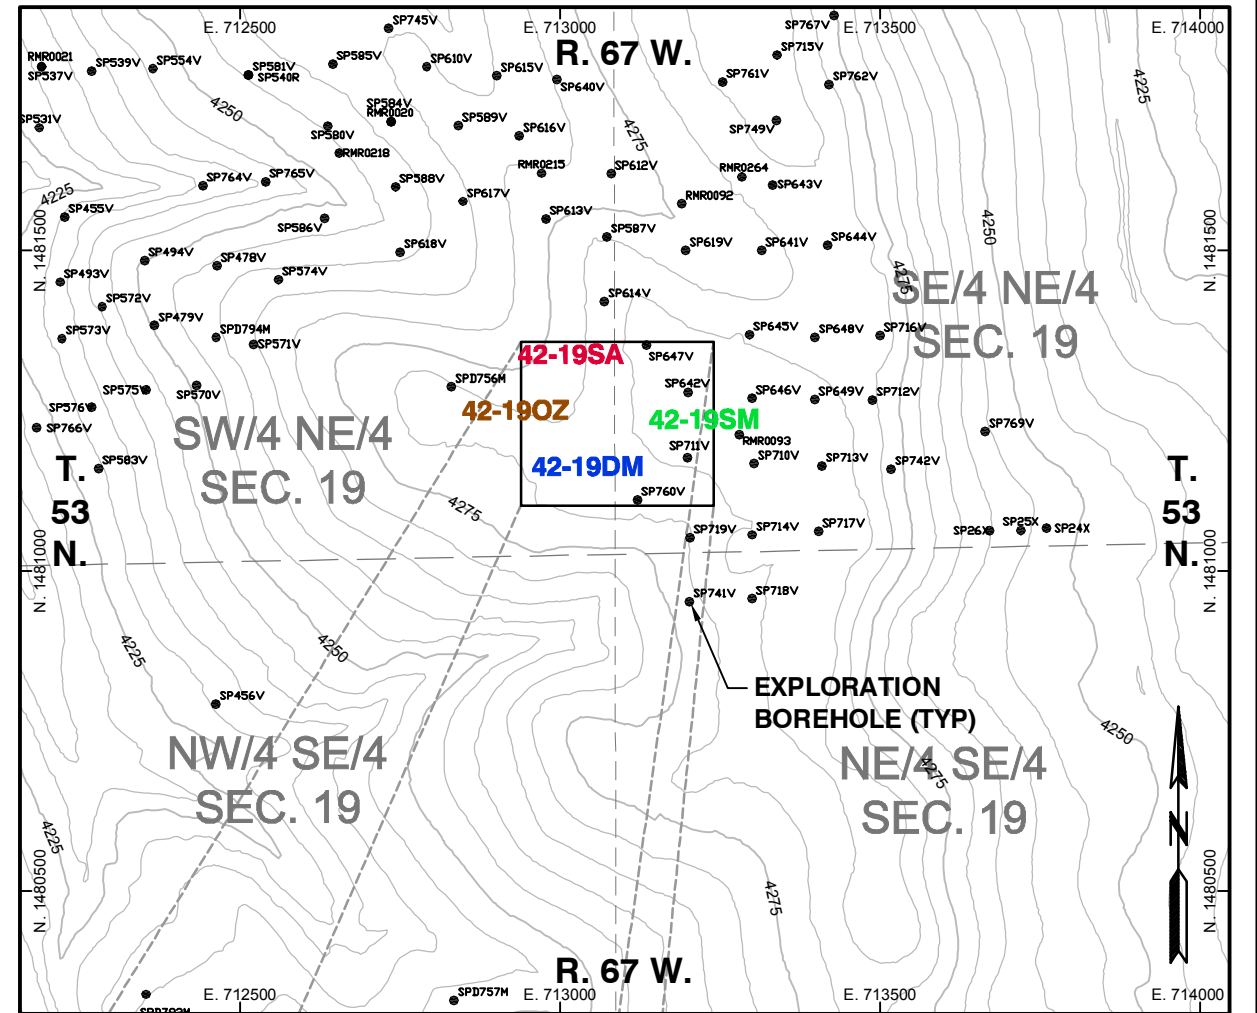 E. 712500
E. 713000
E. 713500
E. 714000
SP745V
SP767V
R. 67 W.
SP715V
RMR0021
SP537V
SP539V
SP554V
SP581V
SP540R
SP585V
SP610V
SP615V
SP640V
SP761V
SP762V
4225
4250
SP584V
RMR0020
SP531V
SP580V
SP589V
SP616V
4275
SP749V
RMR0218
RMR0215
SP612V
RMR0264
SP764V
SP765V
SP588V
SP643V
4225
SP455V
SP617V
RMR0092
SP586V
SP613V
SP587V
4250
N. 1481500
N. 1481500
SP494V
SP478V
SP618V
SP619V
SP641V
SP644V
SP493V
SP574V
4275
SE/4 NE/4
SEC. 19
SP572V
SP614V
SP573V
SP479V
SPD794M
SP571V
SP645V
SP648V
SP716V
42-19SA
SP647V
SPD756M
SP642V
SP575V
SP570V
SP646V
SP649V
SP712V
SP576V
42-19OZ
42-19SM
SP766V
SW/4 NE/4
SEC. 19
RMR0093
SP769V
SP711V
SP710V
SP713V
SP742V
SP583V
42-19DM
T.
53
N.
T.
53
N.
SP760V
4275
SP719V
SP714V
SP717V
SP26X
SP25X
SP24X
N. 1481000
N. 1481000
SP741V
SP718V
4225
4250
EXPLORATION
BOREHOLE (TYP)
SP456V
4250
NW/4 SE/4
SEC. 19
NE/4 SE/4
SEC. 19
4275
4225
4275
N
N. 1480500
N. 1480500
R. 67 W.
SPD757M
E. 712500
E. 713000
E. 713500
E. 714000